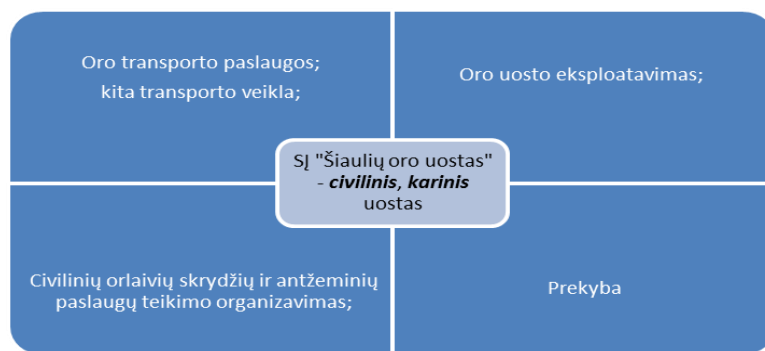 Oro transporto paslaugos;
kita transporto veikla;
Oro uosto eksploatavimas;
SĮ "Šiaulių oro uostas"
- civilinis, karinis
uostas
Civilinių orlaivių skrydžių ir antžeminių
paslaugų teikimo organizavimas;
Prekyba